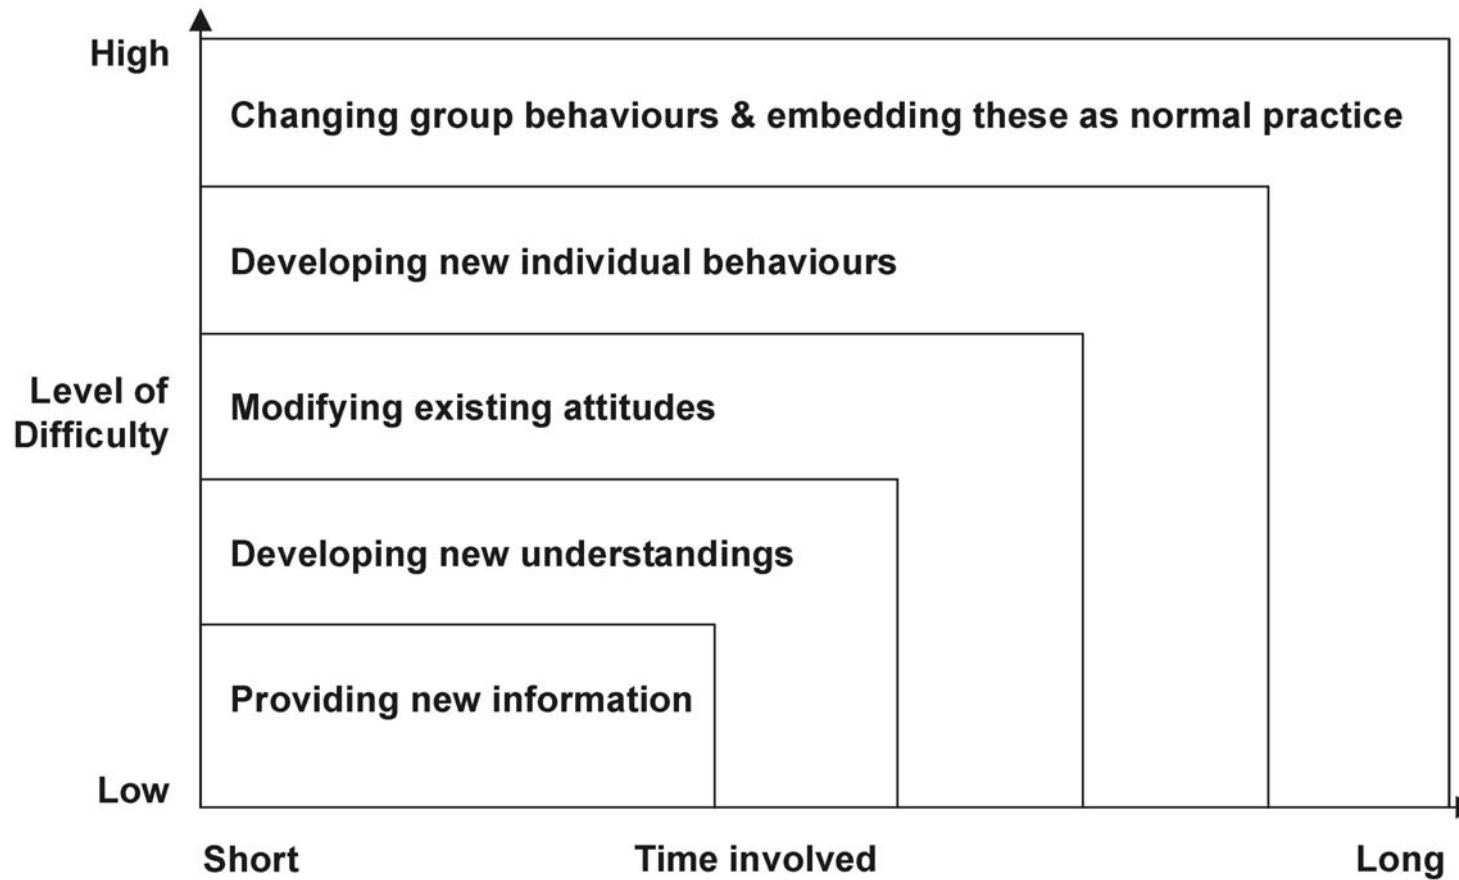 High
Changing group behaviours & embedding these as normal practice
Developing new individual behaviours
Level of
Difficulty
Modifying existing attitudes
Developing new understandings
Providing new information
Low
Short
Time involved
Long